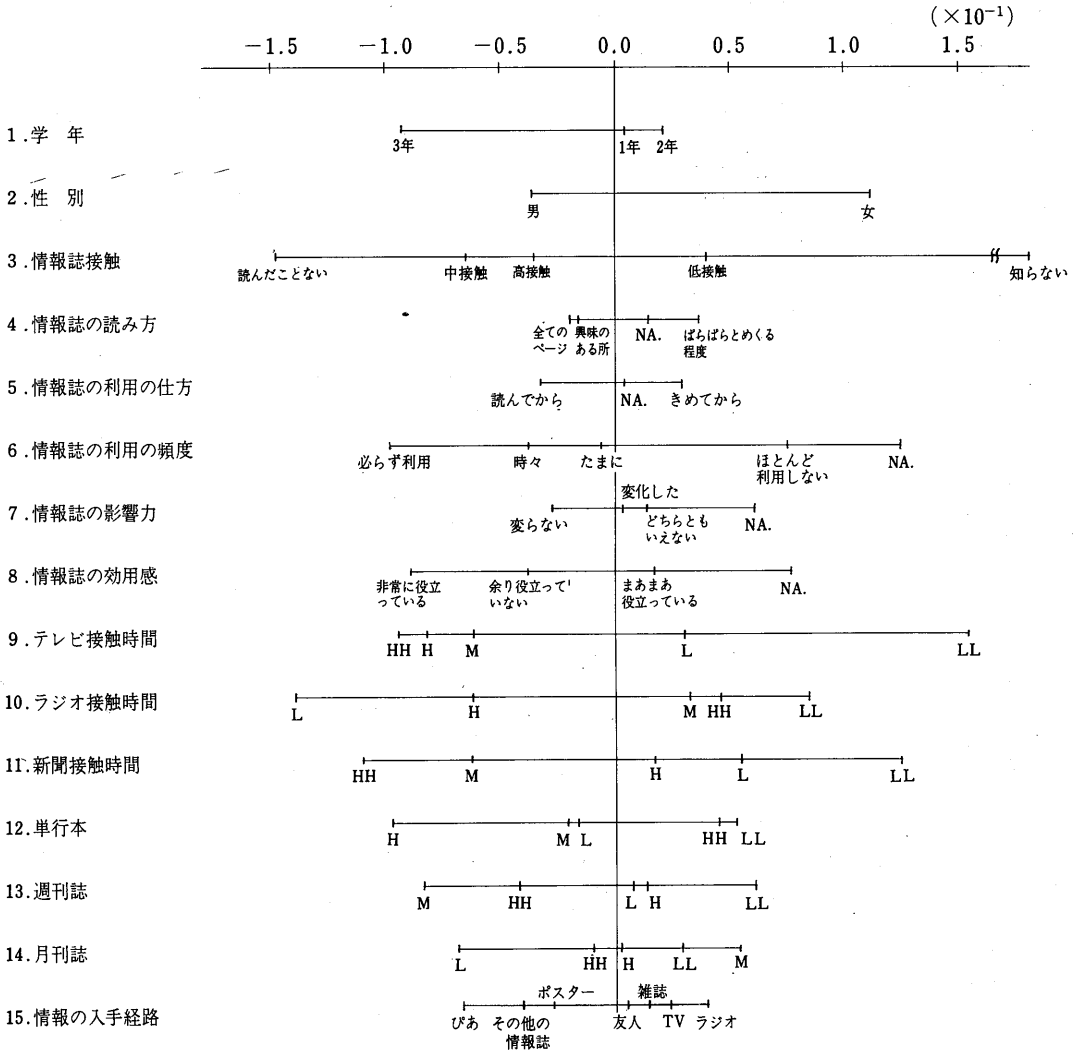 (×10⁻¹)
−1.5 −1.0 −0.5 0.0 0.5 1.0 1.5
1.学 年
3年 1年 2年
2.性 別
男 女
3.情報誌接触
読んだことない 中接触 高接触 低接触 知らない
4.情報誌の読み方
全ての 興味の NA. ぱらぱらとめくる
ページ ある所 程度
5.情報誌の利用の仕方
読んでから NA. きめてから
6.情報誌の利用の頻度
必らず利用 時々 たまに ほとんど NA.
利用しない
変化した
7.情報誌の影響力
変らない どちらとも NA.
いえない
8.情報誌の効用感
非常に役立 余り役立って まあまあ NA.
っている いない 役立っている
9.テレビ接触時間
HH H M L LL
10.ラジオ接触時間
L H M HH LL
11.新聞接触時間
HH M H L LL
12.単行本
H M L HH LL
13.週刊誌
M HH L H LL
14.月刊誌
L HH H LL M
ポスター 雑誌
15.情報の入手経路
ぴあ その他の 友人 TV ラジオ
情報誌